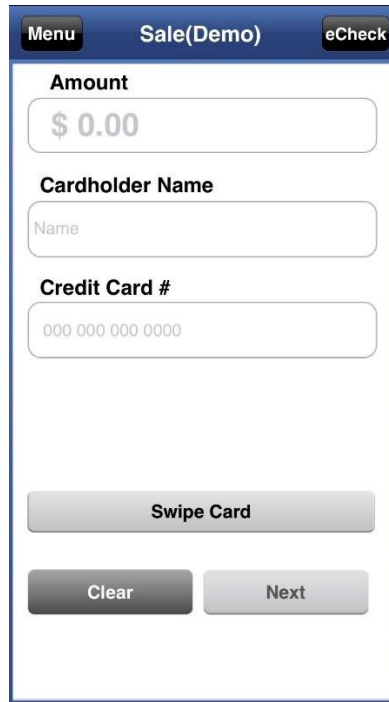 Menu Sale(Demo) eCheck
Amount
$ 0.00
Cardholder Name
Name
Credit Card #
000 000 000 0000
Swipe Card
Clear Next